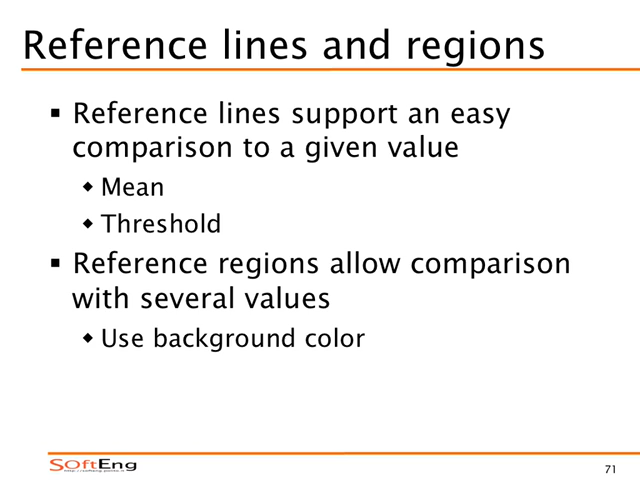 Reference lines and regions
▪ Reference lines support an easy
comparison to a given value
◆ Mean
◆ Threshold
▪ Reference regions allow comparison
with several values
◆ Use background color
SOftEng
71